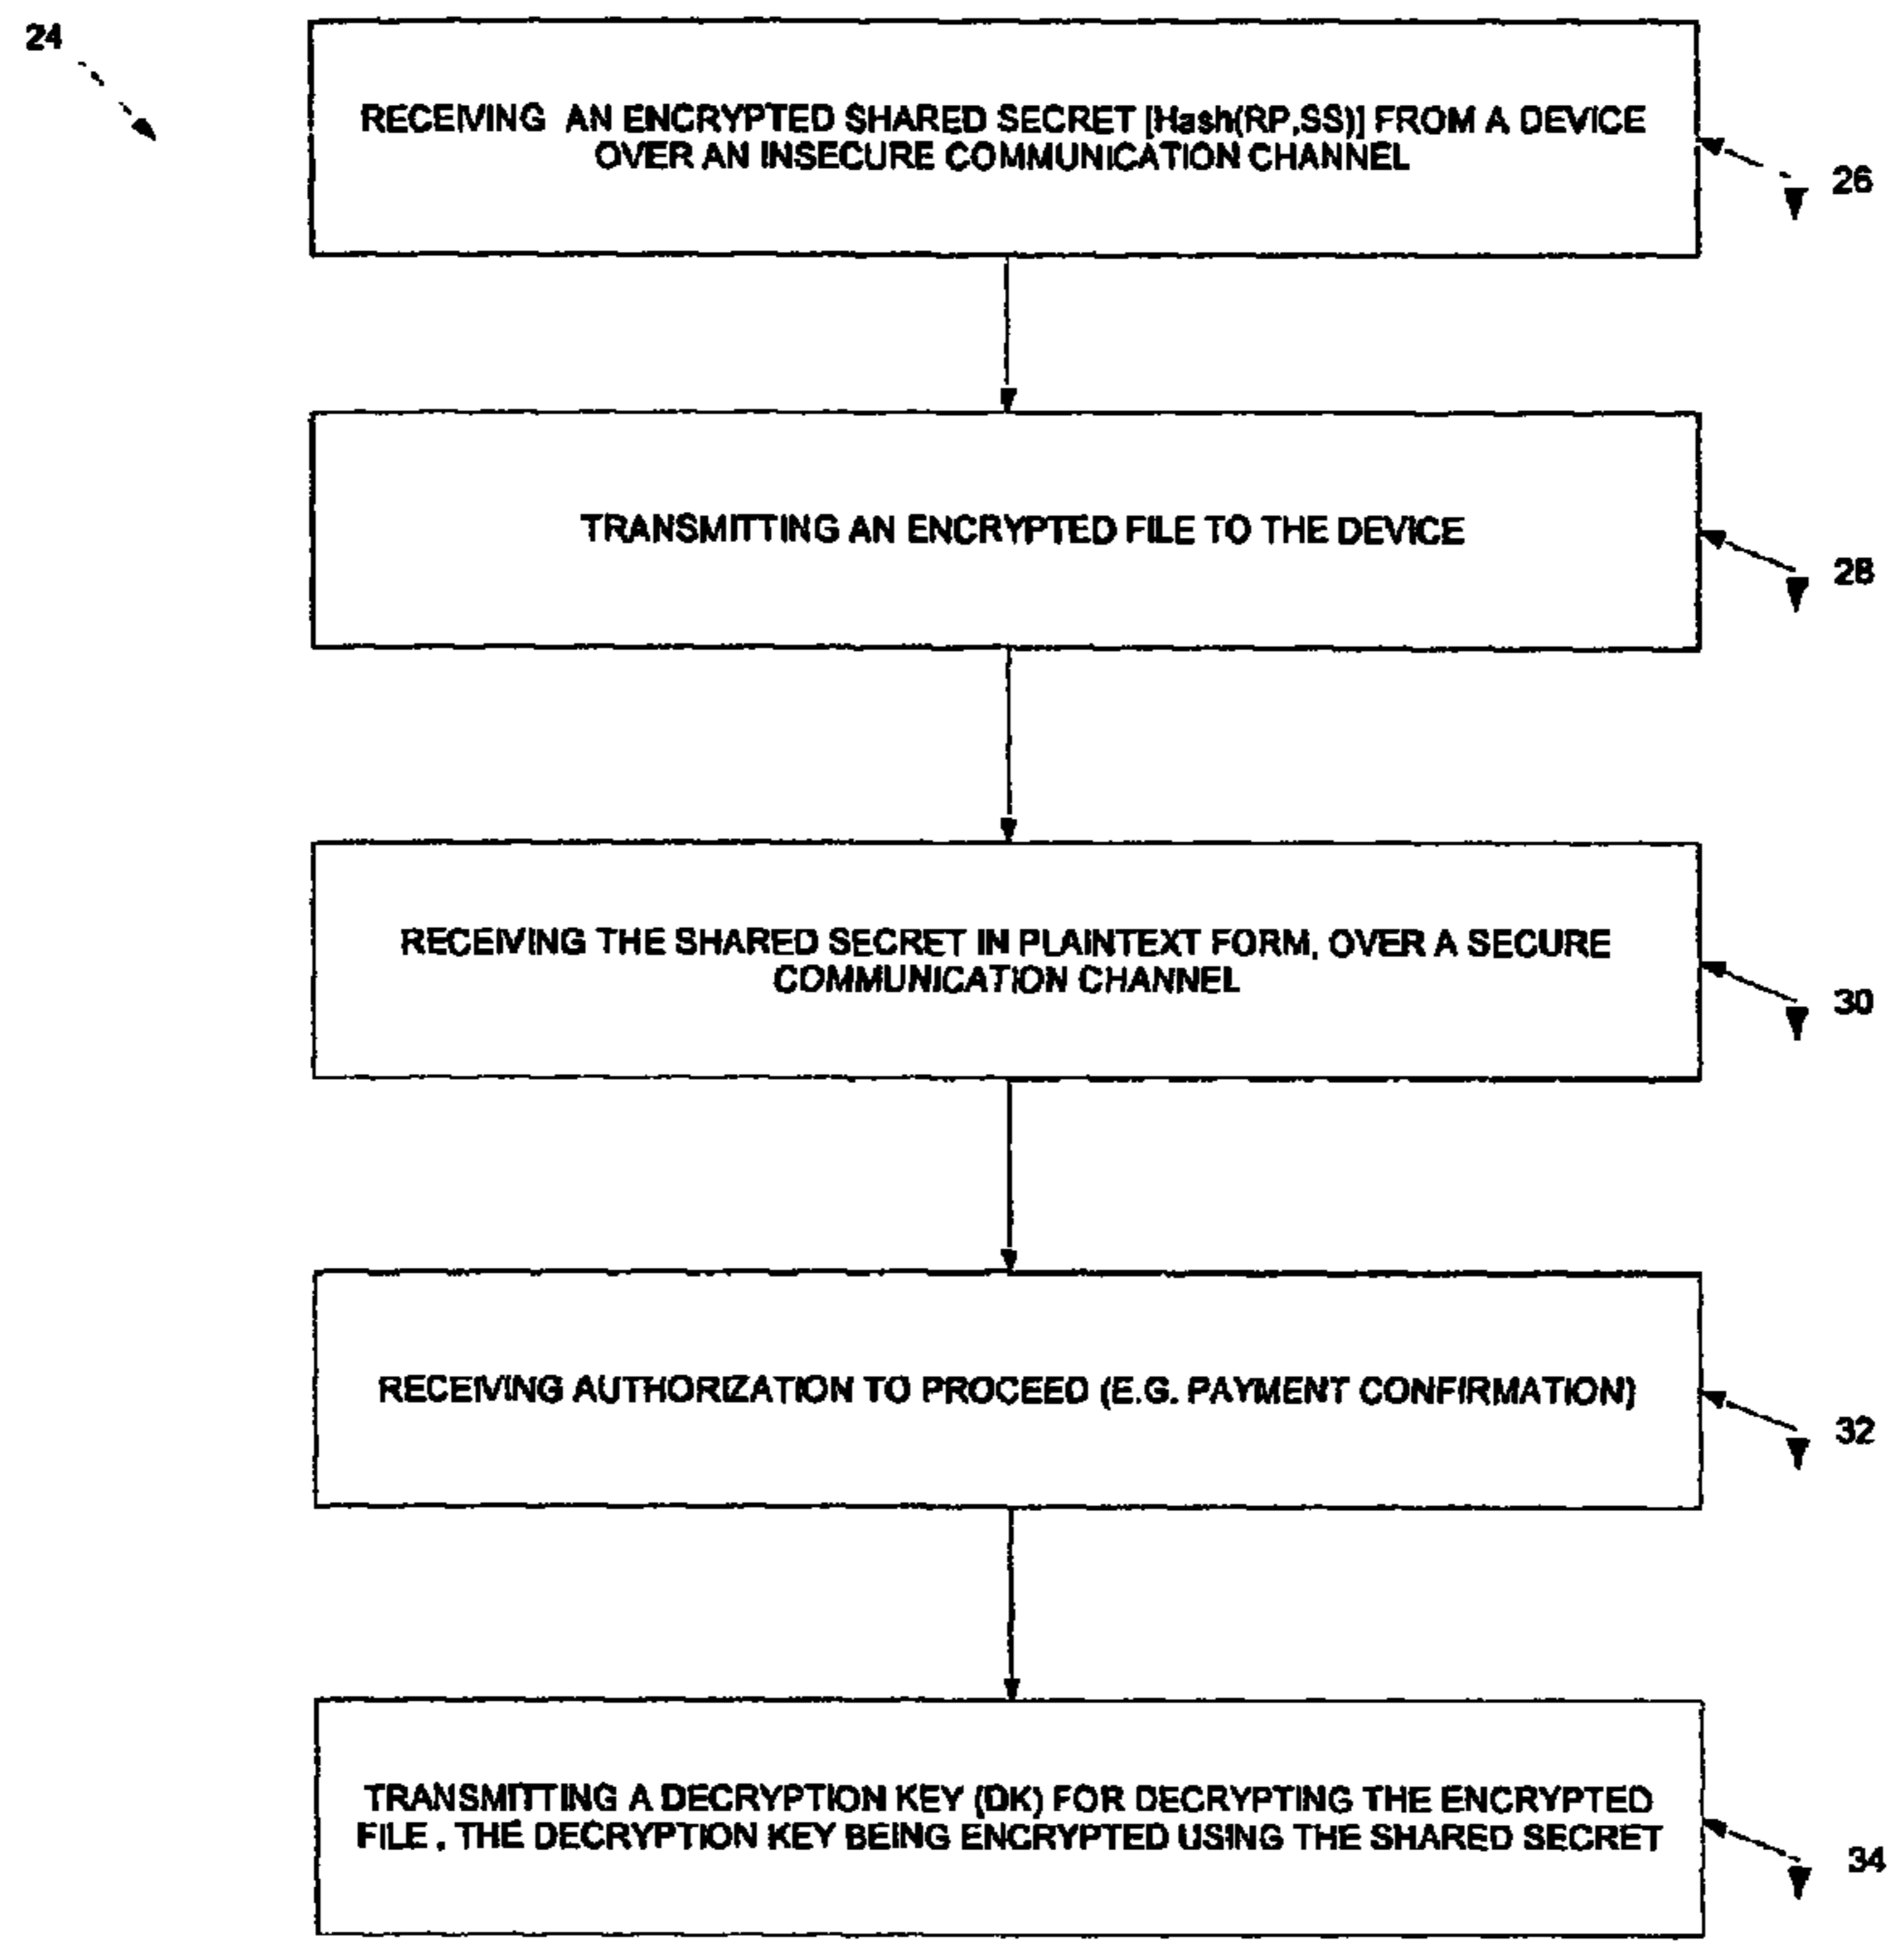 24
RECEIVING AN ENCRYPTED SHARED SECRET [Hash(RP,SS)] FROM A DEVICE
OVER AN INSECURE COMMUNICATION CHANNEL
26
TRANSMITTING AN ENCRYPTED FILE TO THE DEVICE
28
RECEIVING THE SHARED SECRET IN PLAINTEXT FORM, OVER A SECURE
COMMUNICATION CHANNEL
30
RECEIVING AUTHORIZATION TO PROCEED (E.G. PAYMENT CONFIRMATION)
32
TRANSMITTING A DECRYPTION KEY (DK) FOR DECRYPTING THE ENCRYPTED
FILE , THE DECRYPTION KEY BEING ENCRYPTED USING THE SHARED SECRET
34